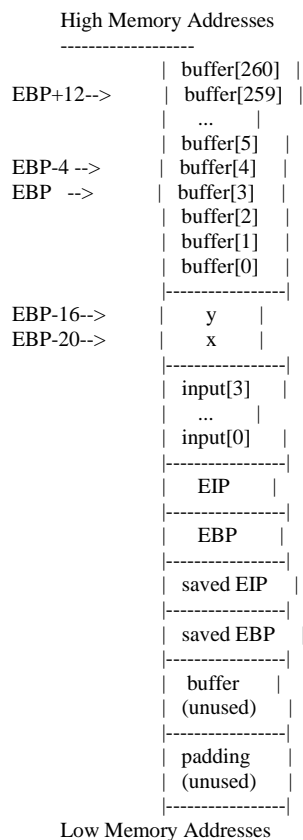 High Memory Addresses
-------------------
| buffer[260] |
EBP+12--> | buffer[259] |
| ... |
| buffer[5] |
EBP-4 --> | buffer[4] |
EBP --> | buffer[3] |
| buffer[2] |
| buffer[1] |
| buffer[0] |
|-----------------|
EBP-16--> | y |
EBP-20--> | x |
|-----------------|
| input[3] |
| ... |
| input[0] |
|-----------------|
| EIP |
|-----------------|
| EBP |
|-----------------|
| saved EIP |
|-----------------|
| saved EBP |
|-----------------|
| buffer |
| (unused) |
|-----------------|
| padding |
| (unused) |
|-----------------|
Low Memory Addresses